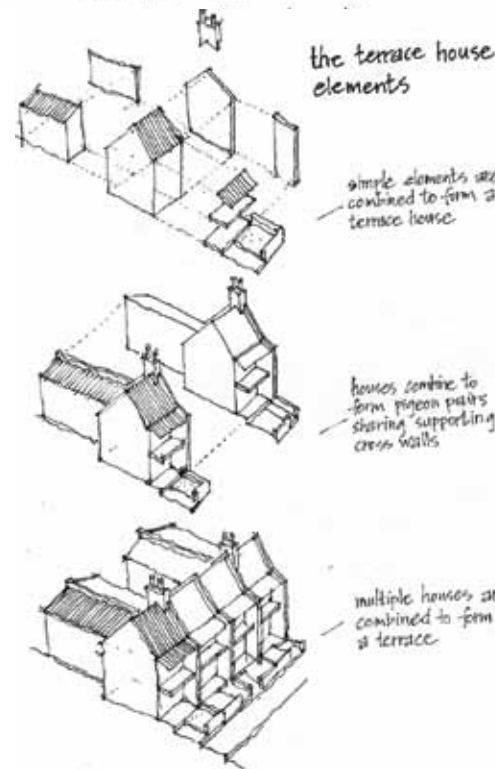 the terrace house
elements
simple elements are
combined to form a
terrace house
houses combine to
form pigeon pairs
sharing supporting
cross walls
multiple houses
combined to form
a terrace